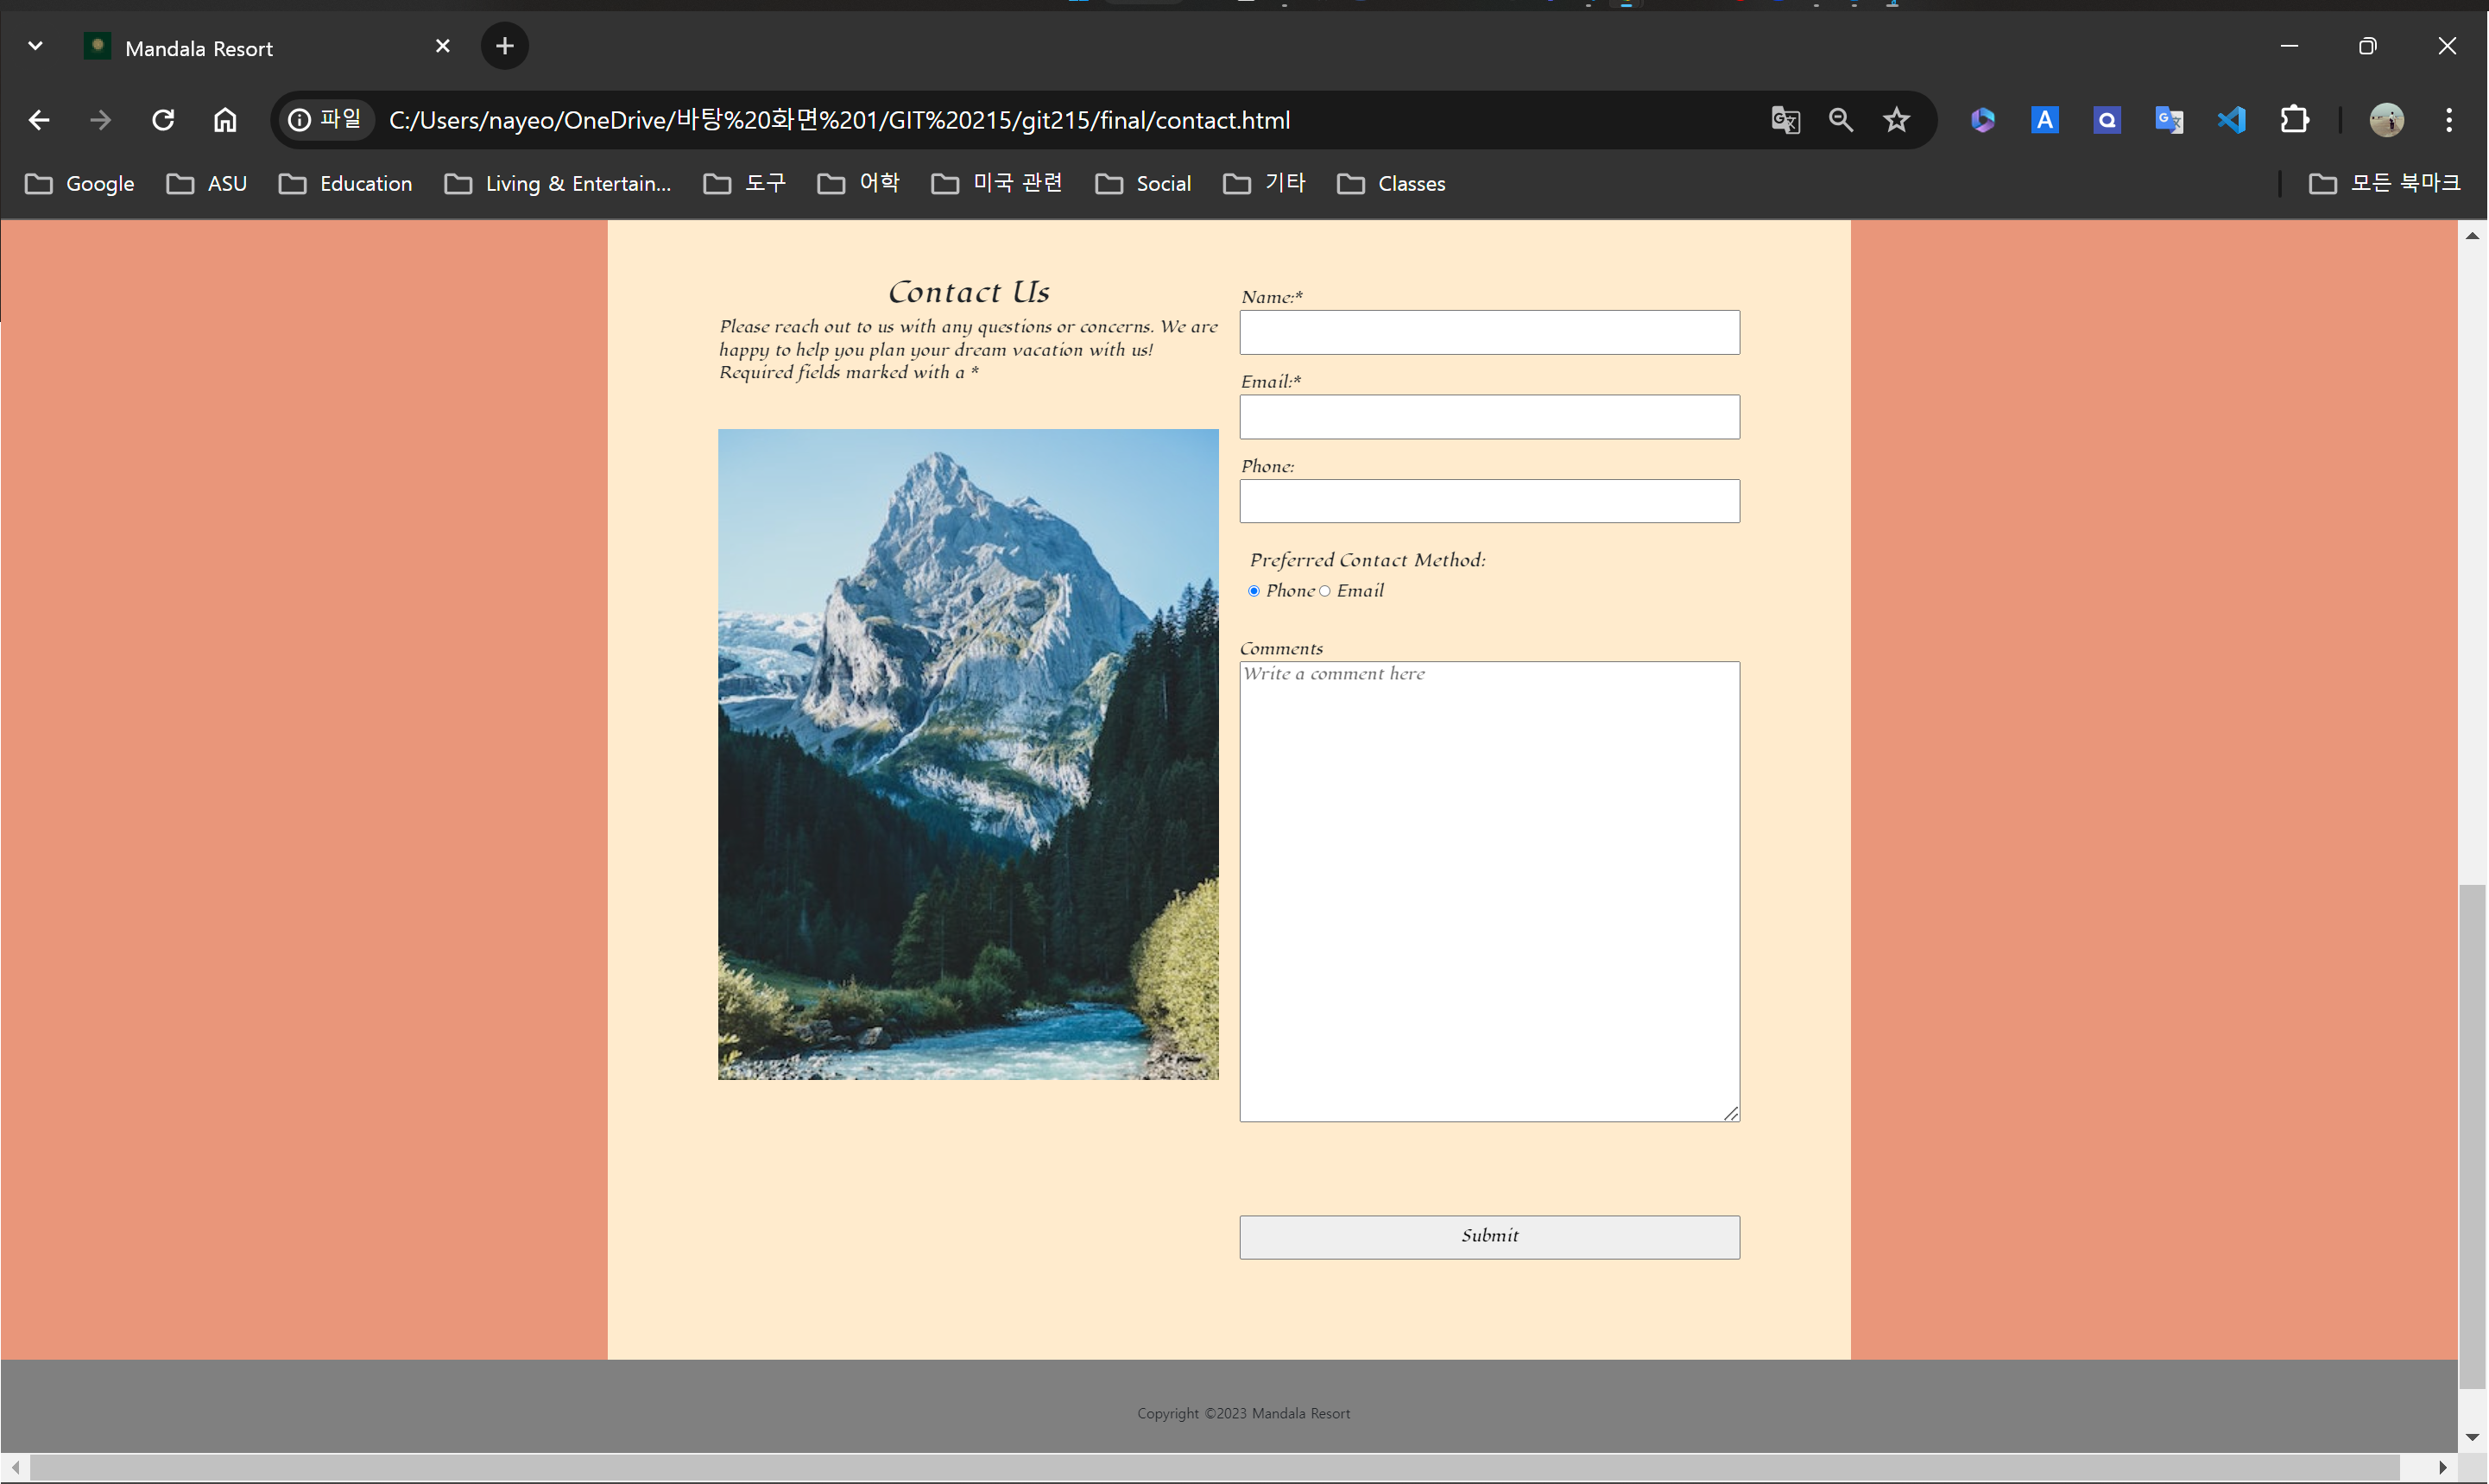 Mandala Resort
파일
C:/Users/nayeo/OneDrive/바탕%20화면%201/GIT%20215/git215/final/contact.html
Google ASU Education Living & Entertain... 도구 어학 미국 관련 Social 기타 Classes 모든 북마크
Contact Us
Please reach out to us with any questions or concerns. We are
happy to help you plan your dream vacation with us!
Required fields marked with a *
Name:*
Email:*
Phone:
Preferred Contact Method:
Phone Email
Comments
Write a comment here
Submit
Copyright ©2023 Mandala Resort